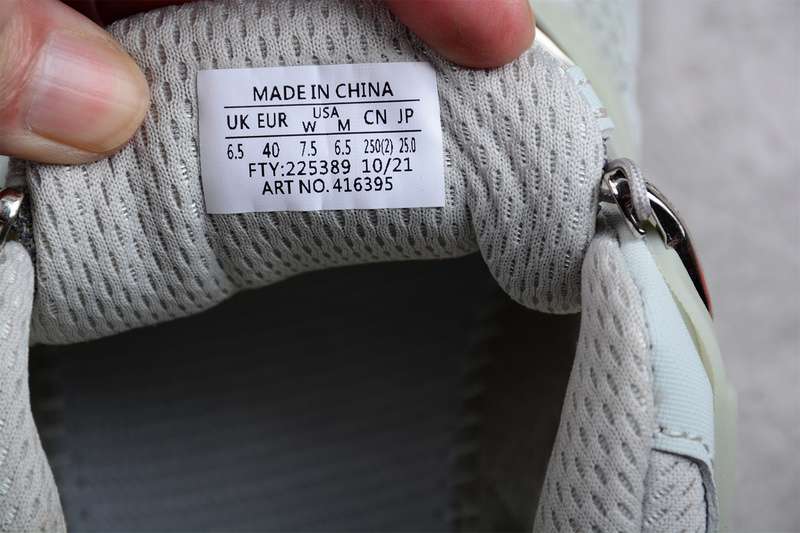 MADE IN CHINA
UK EUR USA W M CN JP
6.5 40 7.5 6.5 250(2) 25.0
FTY:225389 10/21
ART NO.416395